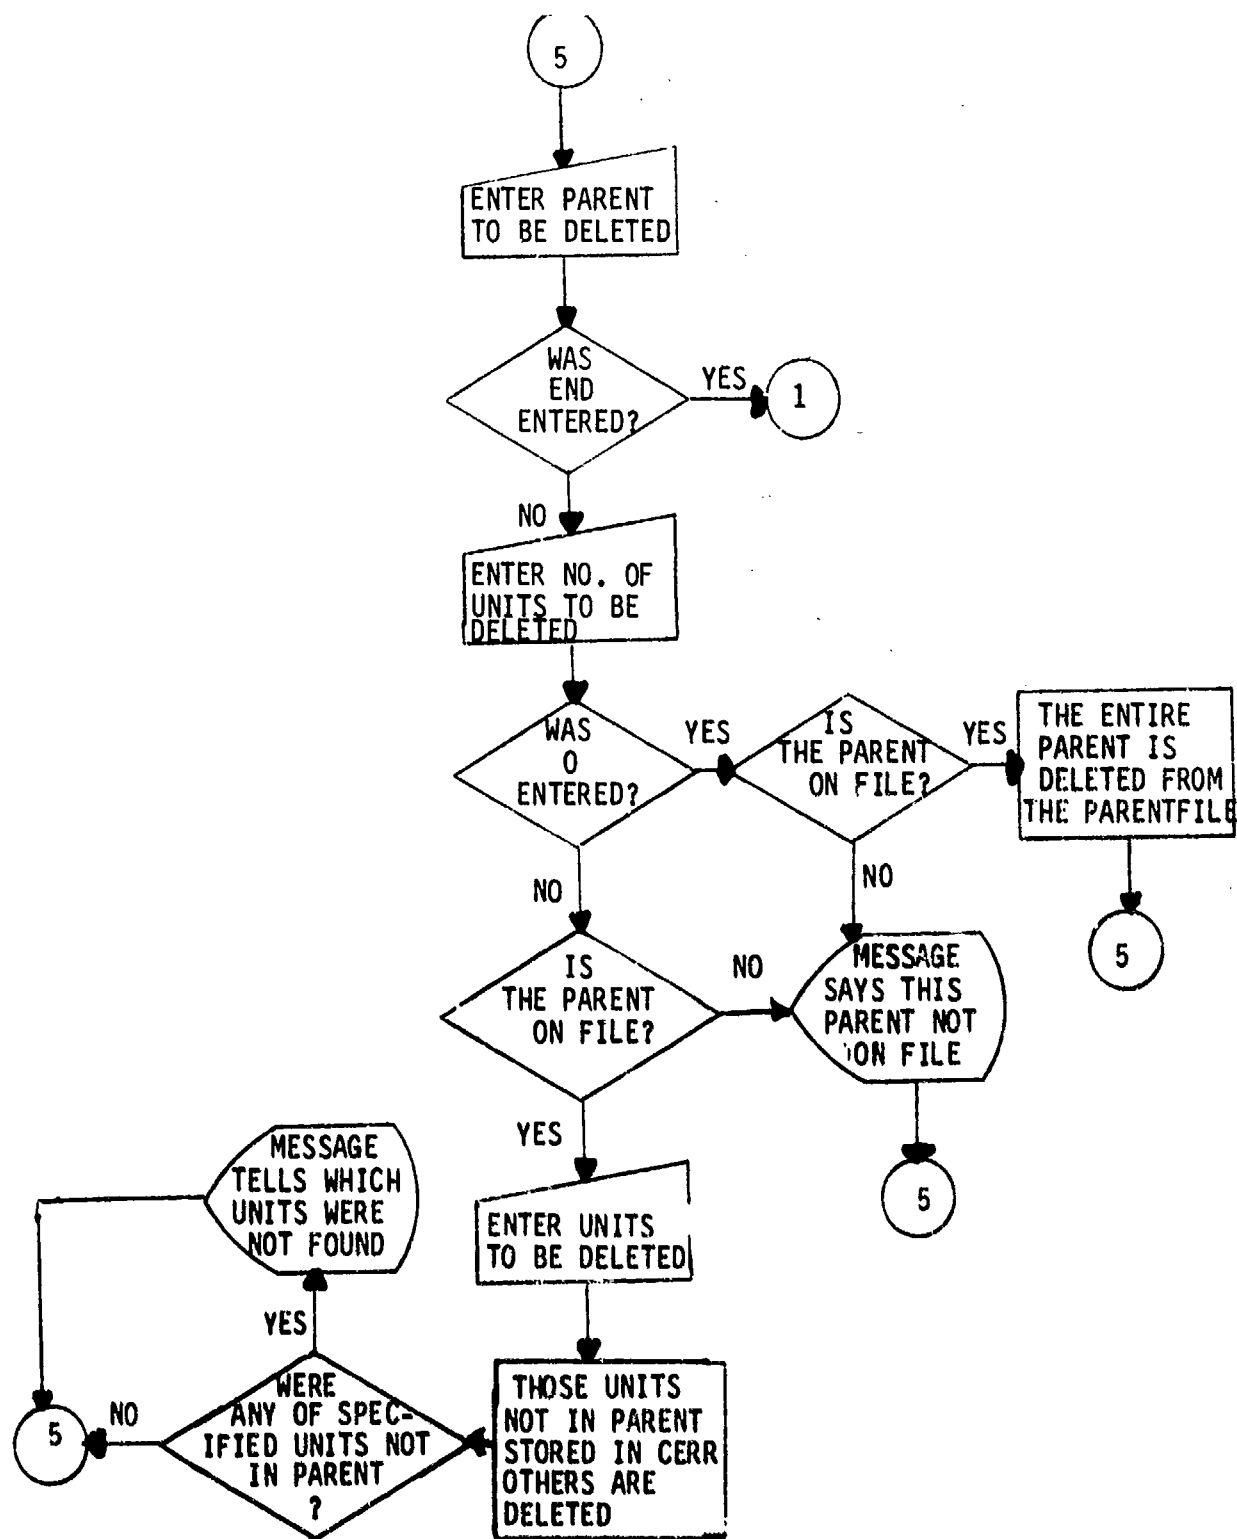 5
ENTER PARENT
TO BE DELETED
WAS
END
ENTERED?
YES
1
NO
ENTER NO. OF
UNITS TO BE
DELETED
WAS
0
ENTERED?
YES
IS
THE PARENT
ON FILE?
YES
THE ENTIRE
PARENT IS
DELETED FROM
THE PARENTFILE
NO
NO
5
IS
THE PARENT
ON FILE?
NO
MESSAGE
SAYS THIS
PARENT NOT
ON FILE
YES
5
MESSAGE
TELLS WHICH
UNITS WERE
NOT FOUND
ENTER UNITS
TO BE DELETED
YES
WERE
ANY OF SPEC-
IFIED UNITS NOT
IN PARENT
?
NO
5
THOSE UNITS
NOT IN PARENT
STORED IN CERR
OTHERS ARE
DELETED